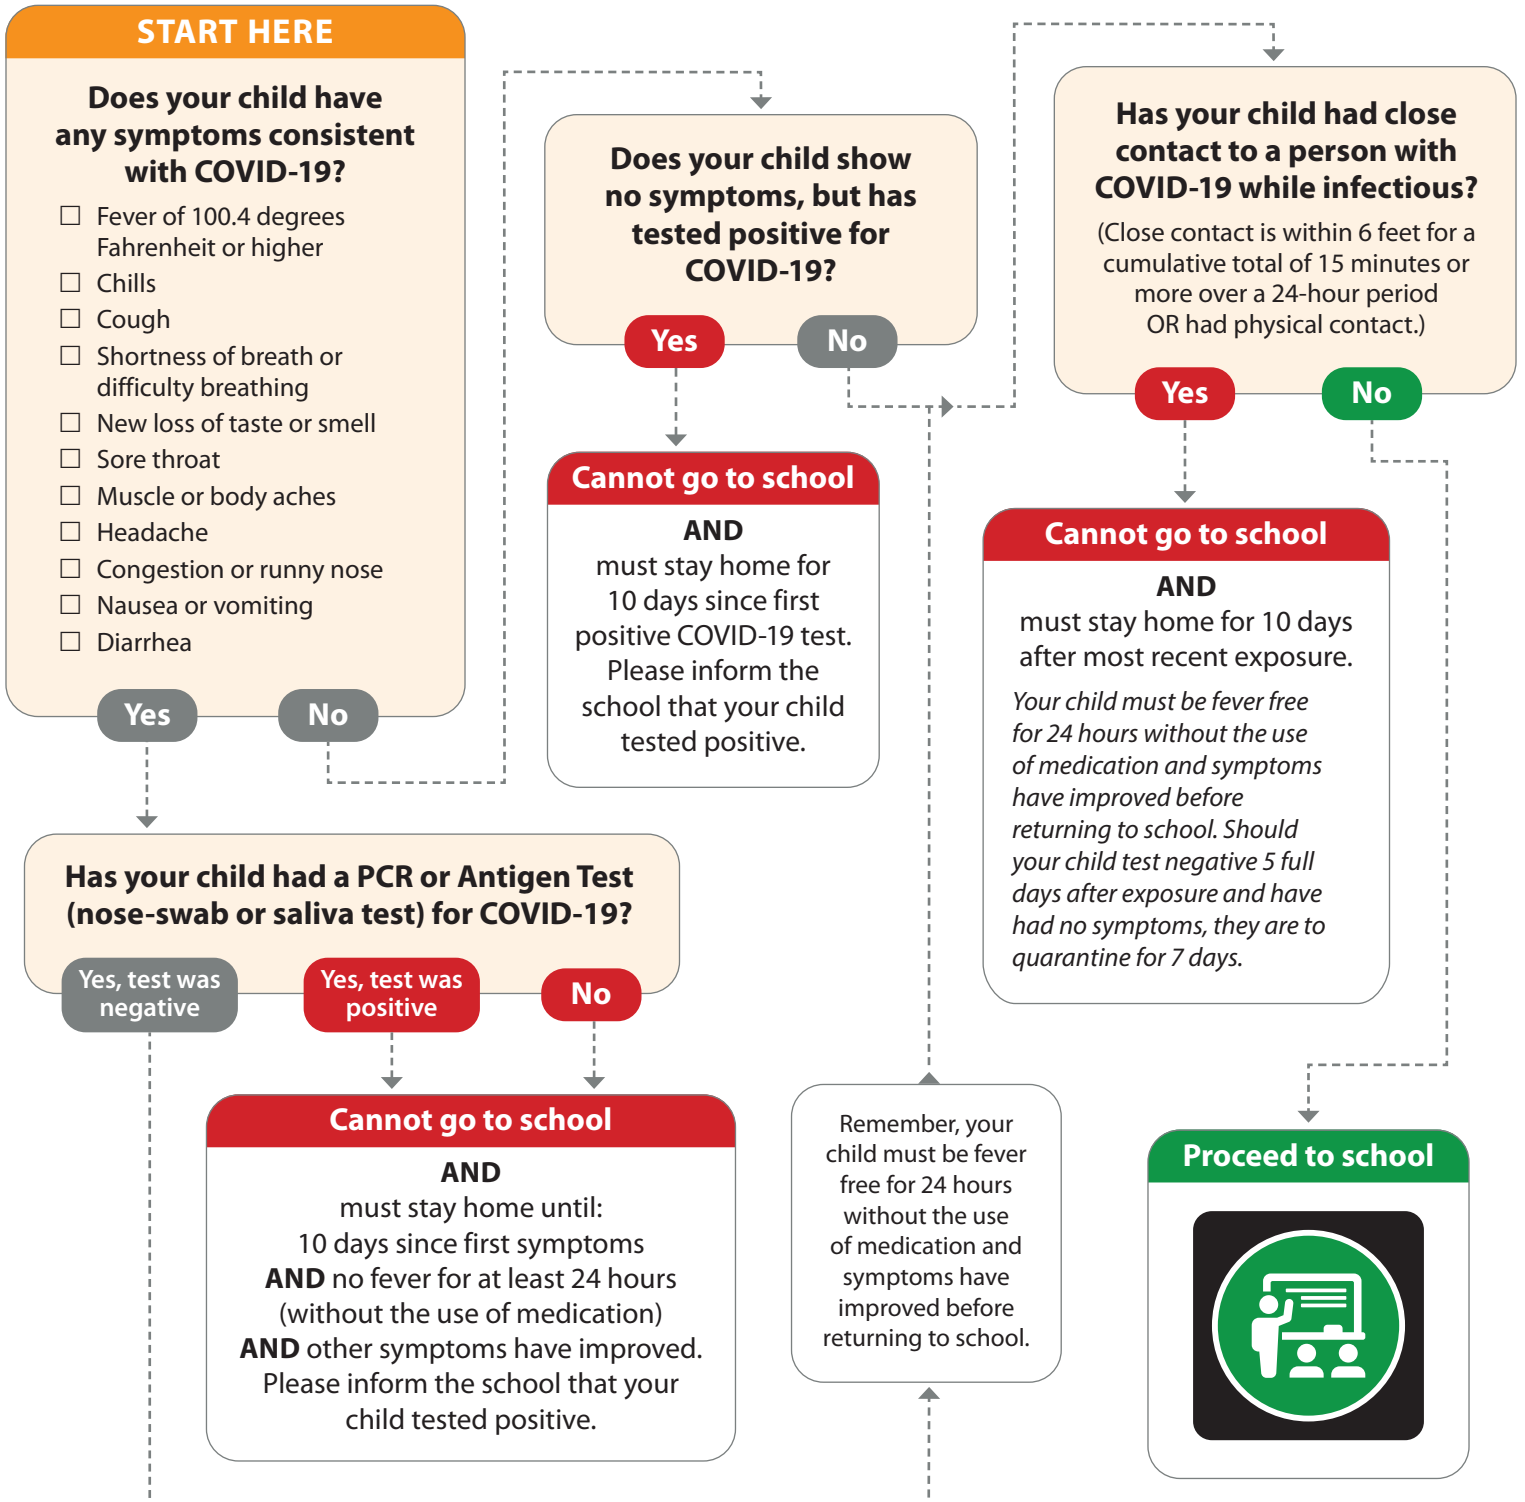 START HERE
Does your child have
any symptoms consistent
with COVID-19?
Fever of 100.4 degrees
Fahrenheit or higher
Chills
Cough
Shortness of breath or
difficulty breathing
New loss of taste or smell
Sore throat
Muscle or body aches
Headache
Congestion or runny nose
Nausea or vomiting
Diarrhea
Yes
No
Does your child show
no symptoms, but has
tested positive for
COVID-19?
Yes
No
Cannot go to school
AND
must stay home for
10 days since first
positive COVID-19 test.
Please inform the
school that your child
tested positive.
Has your child had close
contact to a person with
COVID-19 while infectious?
(Close contact is within 6 feet for a
cumulative total of 15 minutes or
more over a 24-hour period
OR had physical contact.)
Yes
No
Cannot go to school
AND
must stay home for 10 days
after most recent exposure.
Your child must be fever free
for 24 hours without the use
of medication and symptoms
have improved before
returning to school. Should
your child test negative 5 full
days after exposure and have
had no symptoms, they are to
quarantine for 7 days.
Has your child had a PCR or Antigen Test
(nose-swab or saliva test) for COVID-19?
Yes, test was
negative
Yes, test was
positive
No
Cannot go to school
AND
must stay home until:
10 days since first symptoms
AND no fever for at least 24 hours
(without the use of medication)
AND other symptoms have improved.
Please inform the school that your
child tested positive.
Remember, your
child must be fever
free for 24 hours
without the use
of medication and
symptoms have
improved before
returning to school.
Proceed to school